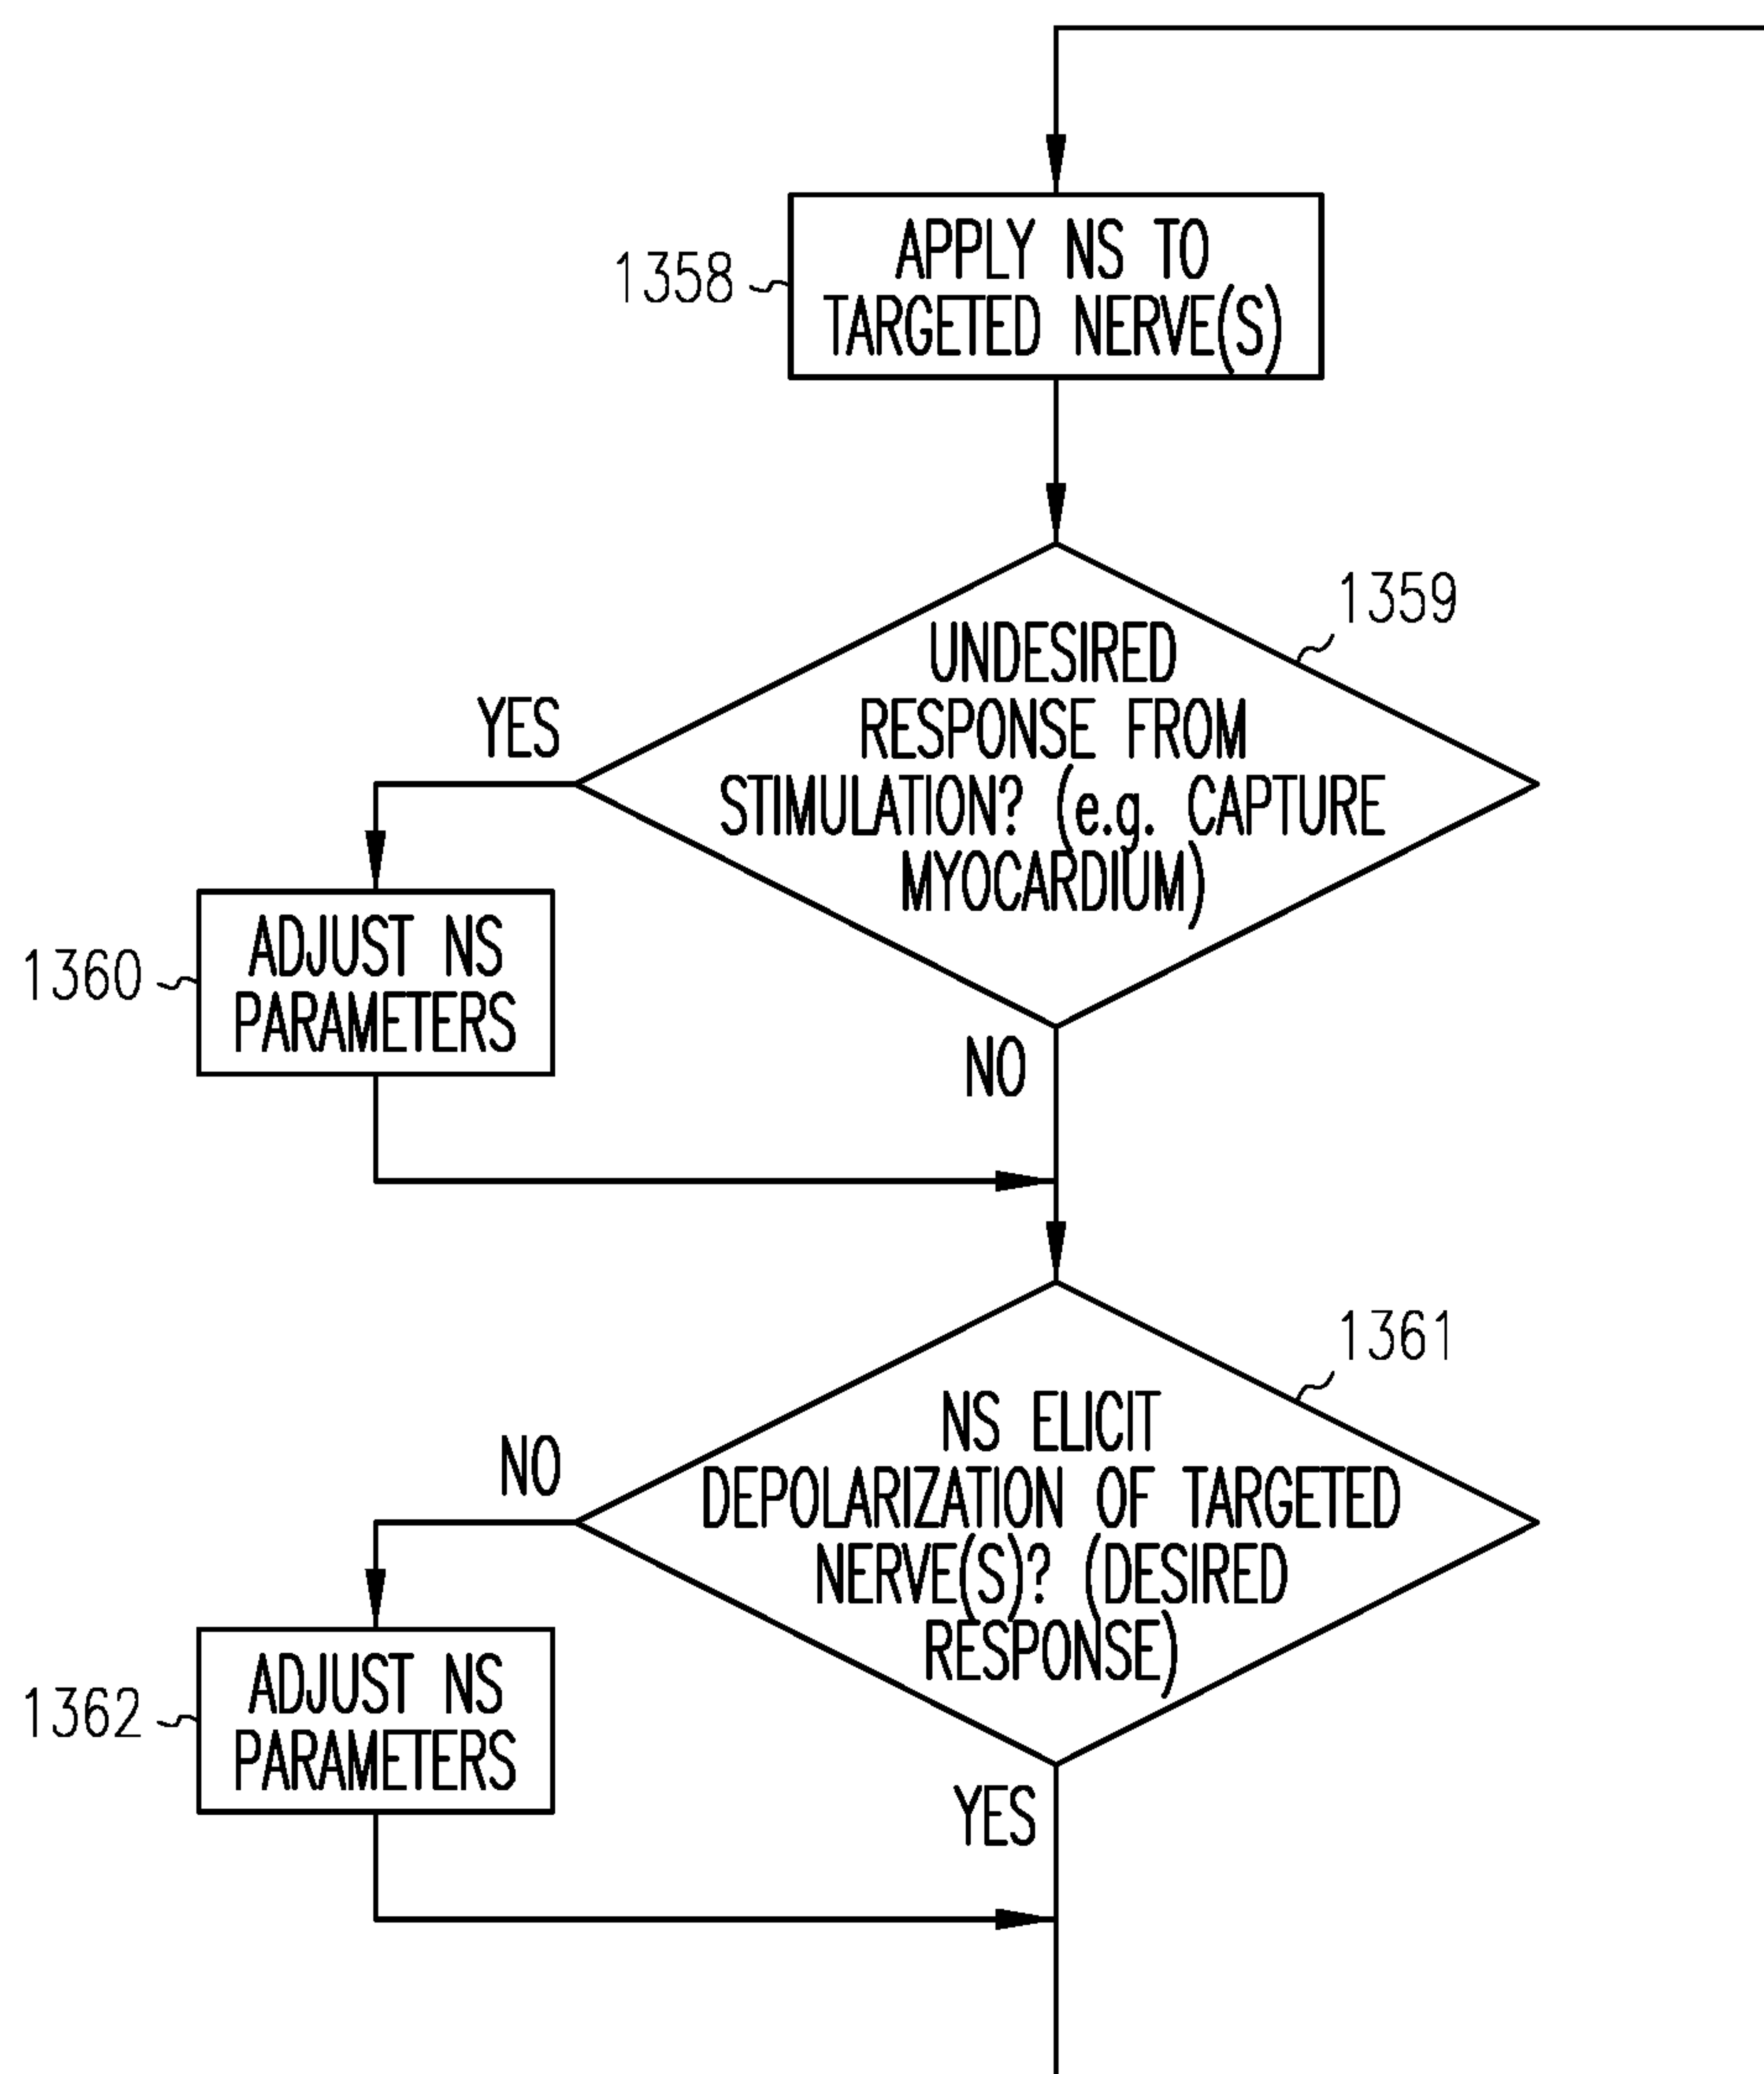 APPLY NS TO
TARGETED NERVE(S)
1358
1359
UNDESIRED
RESPONSE FROM
STIMULATION? (e.g. CAPTURE
MYOCARDIUM)
YES
ADJUST NS
PARAMETERS
1360
NO
1361
NS ELICIT
DEPOLARIZATION OF TARGETED
NERVE(S)? (DESIRED
RESPONSE)
NO
ADJUST NS
PARAMETERS
1362
YES